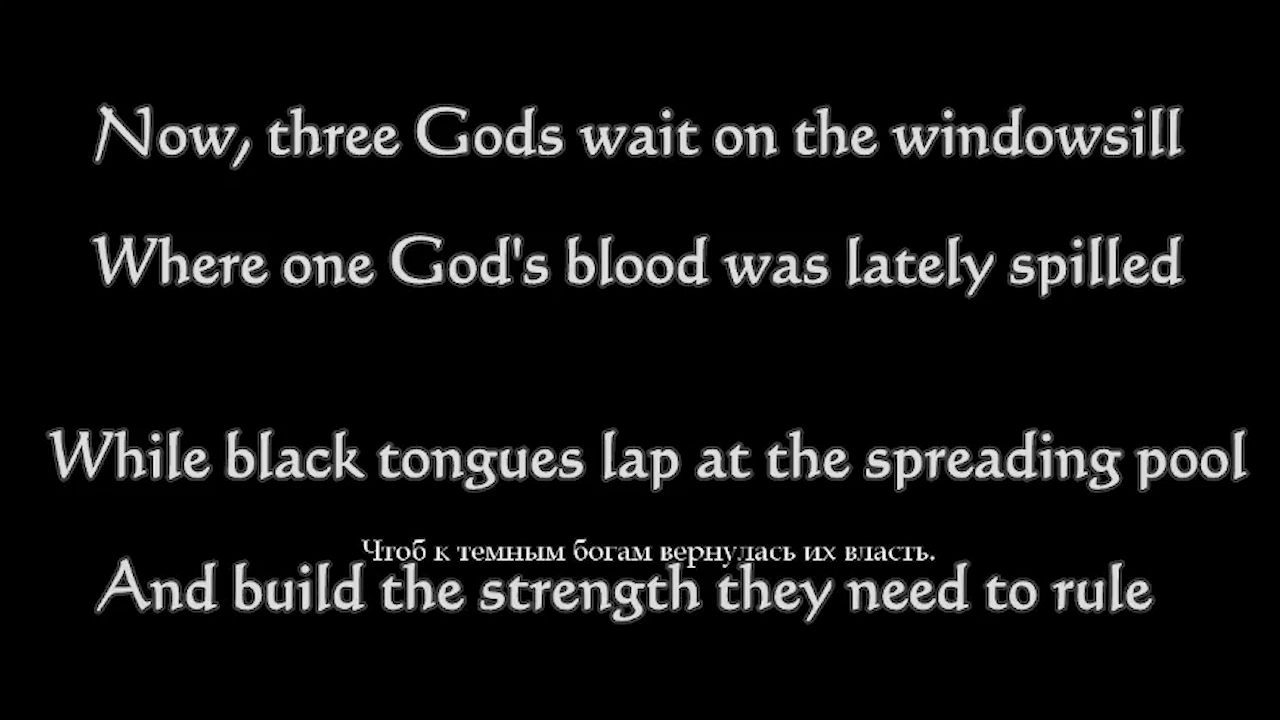 Now, three Gods wait on the windowsill
Where one God's blood was lately spilled
While black tongues lap at the spreading pool
Чтоб к темным богам вернулась их власть.
And build the strength they need to rule